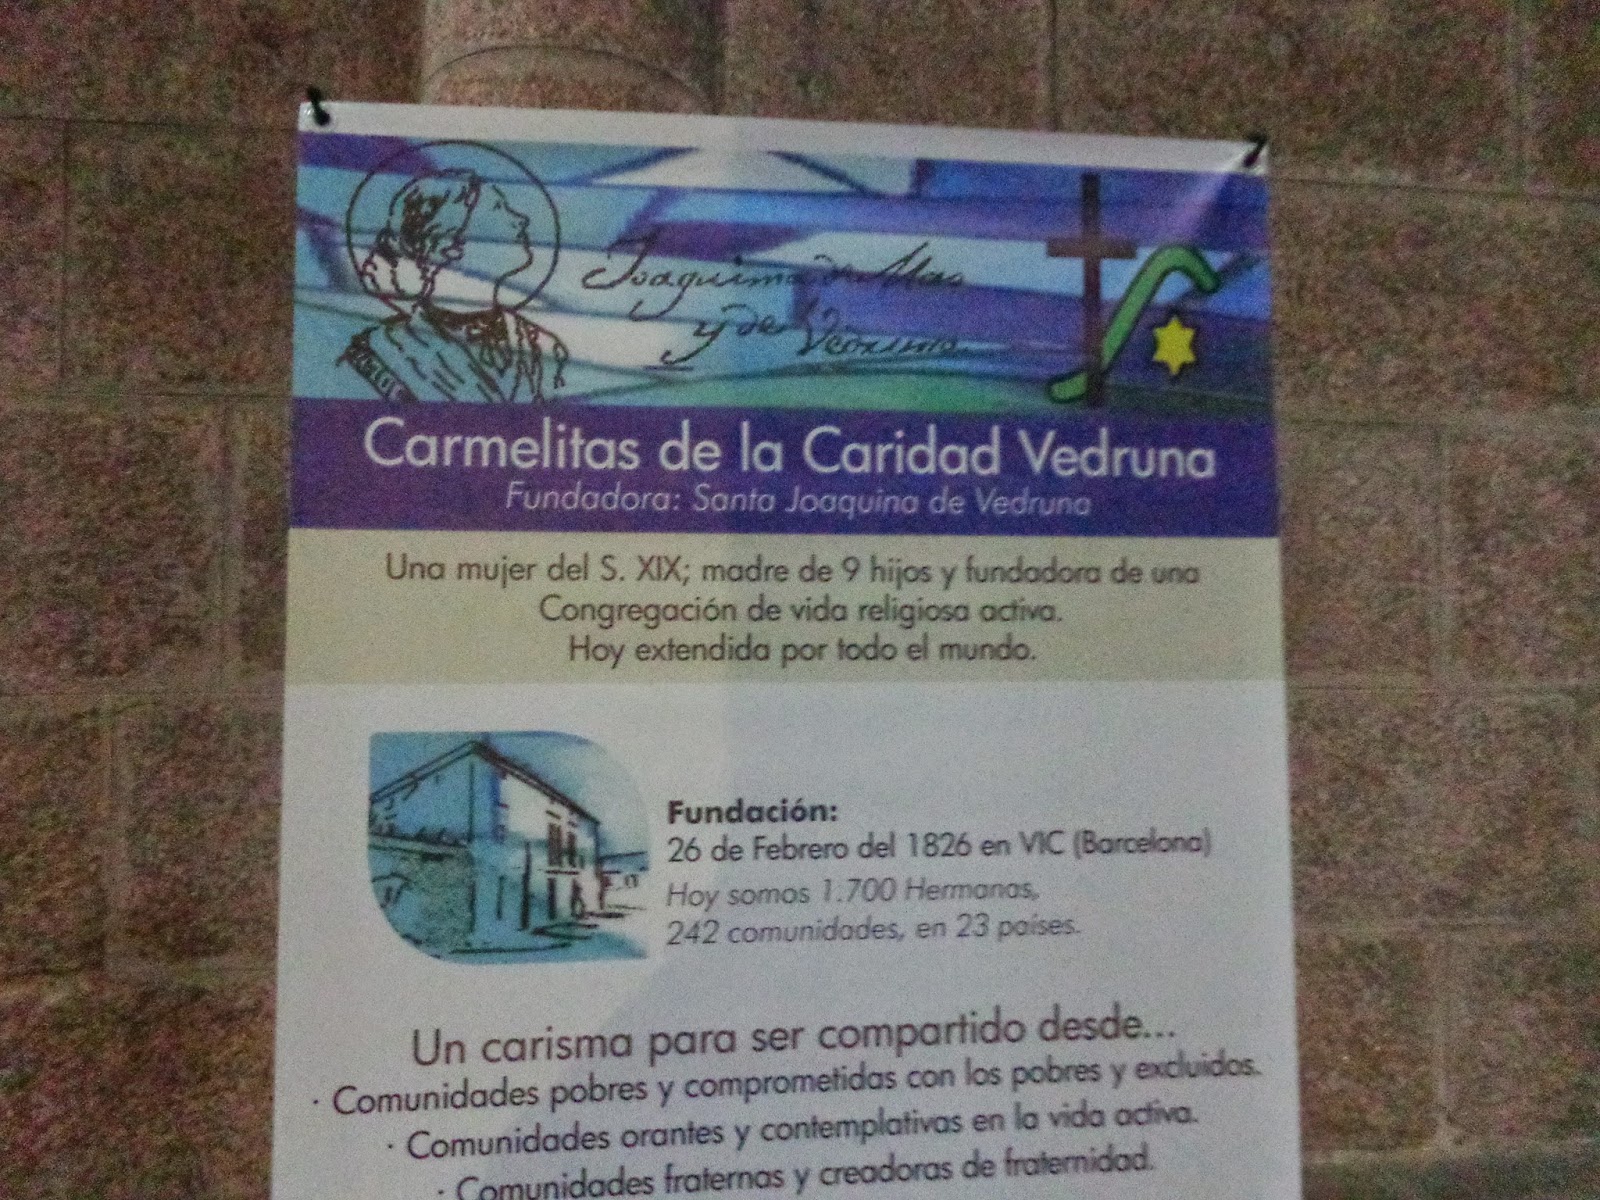 Joaquima de Mas
y de Vedruna
Carmelitas de la Caridad Vedruna
Fundadora: Santa Joaquina de Vedruna
Una mujer del S. XIX; madre de 9 hijos y fundadora de una
Congregación de vida religiosa activa.
Hoy extendida por todo el mundo.
Fundación:
26 de Febrero del 1826 en VIC (Barcelona)
Hoy somos 1.700 Hermanas,
242 comunidades, en 23 países.
Un carisma para ser compartido desde...
· Comunidades pobres y comprometidas con los pobres y excluidos.
· Comunidades orantes y contemplativas en la vida activa.
· Comunidades fraternas y creadoras de fraternidad.